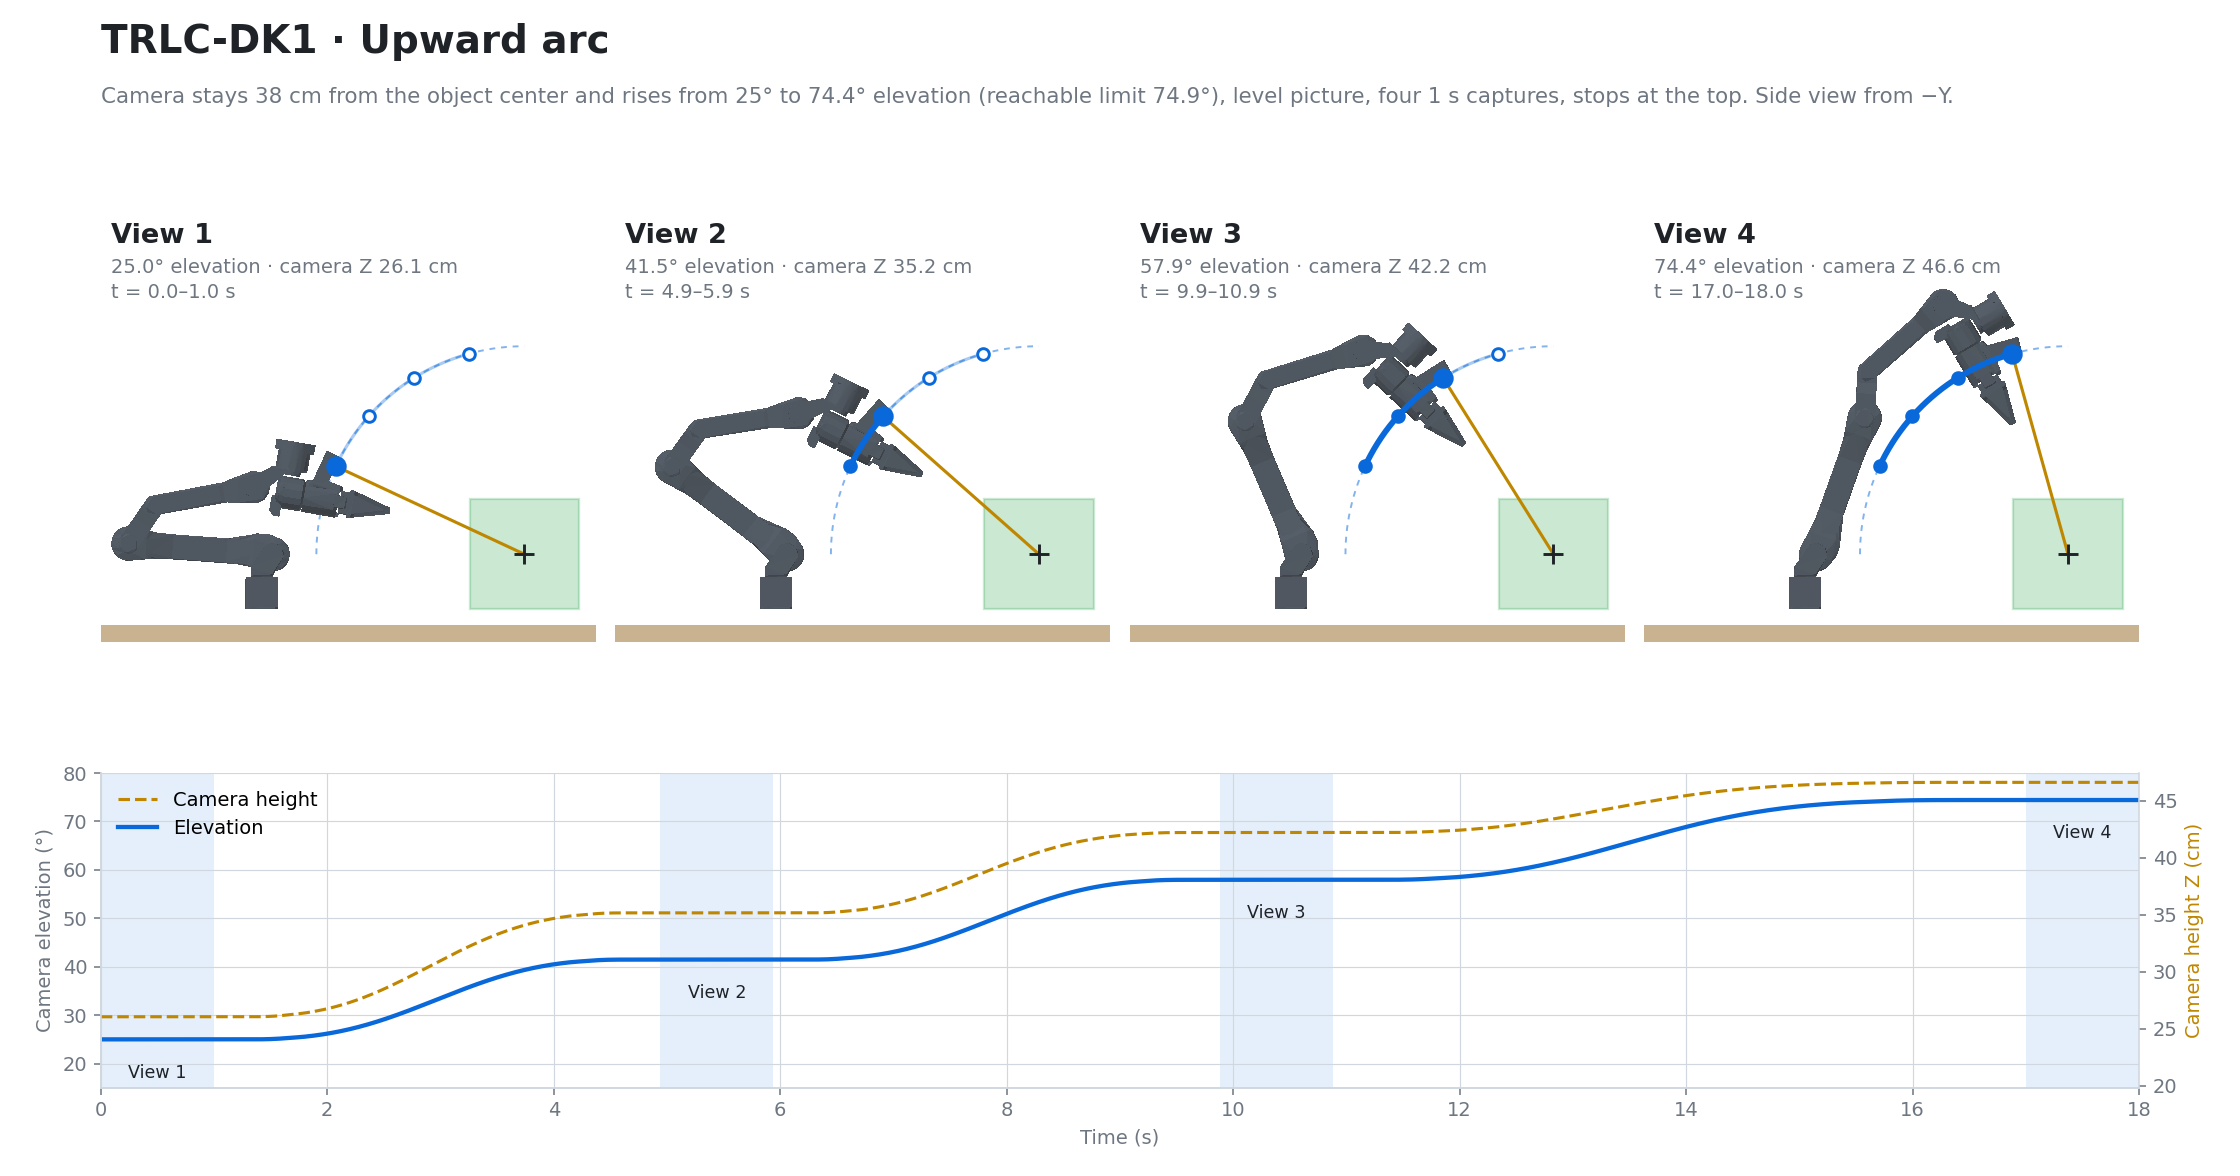 TRLC-DK1 · Upward arc
Camera stays 38 cm from the object center and rises from 25° to 74.4° elevation (reachable limit 74.9°), level picture, four 1 s captures, stops at the top. Side view from −Y.
View 1
25.0° elevation · camera Z 26.1 cm
t = 0.0–1.0 s
View 2
41.5° elevation · camera Z 35.2 cm
t = 4.9–5.9 s
View 3
57.9° elevation · camera Z 42.2 cm
t = 9.9–10.9 s
View 4
74.4° elevation · camera Z 46.6 cm
t = 17.0–18.0 s
Camera elevation (°)
80
70
60
50
40
30
20
Camera height
Elevation
View 1
View 2
View 3
View 4
45
40
35
30
25
20
Camera height Z (cm)
0 2 4 6 8 10 12 14 16 18
Time (s)